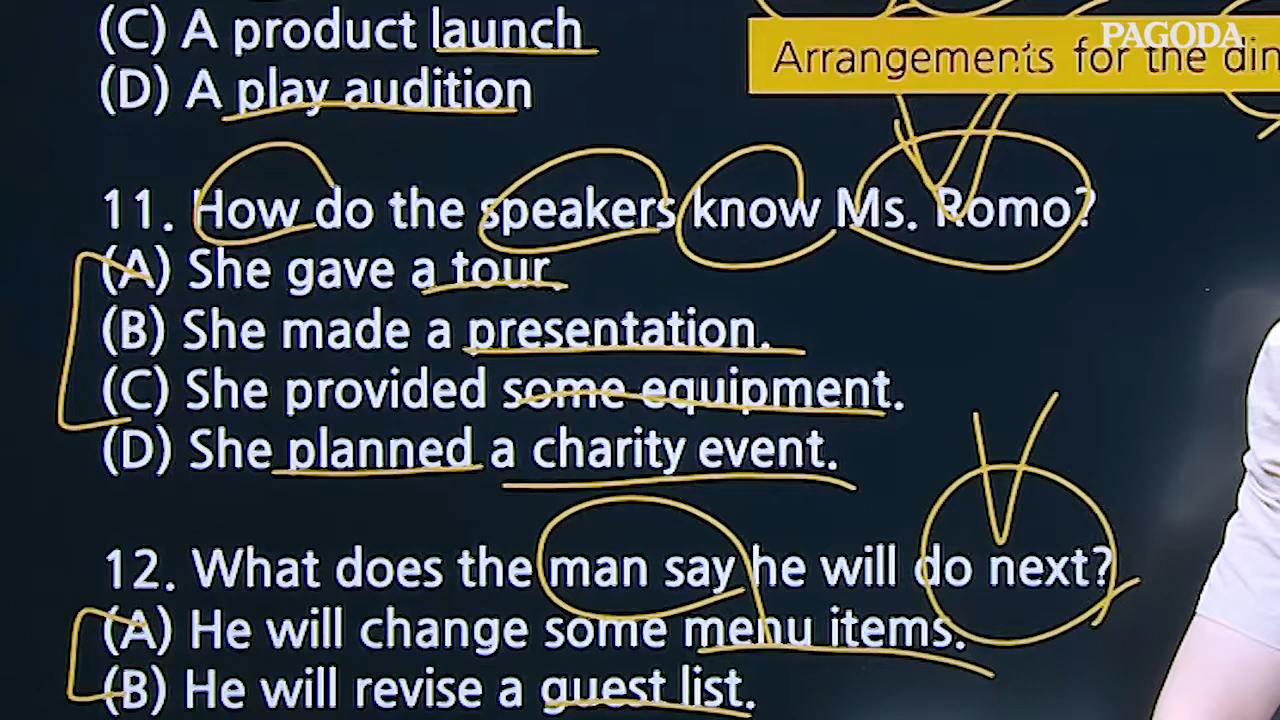 (C) A product launch
PAGODA
Arrangements for the din
(D) A play audition
11. How do the speakers know Ms. Romo?
(A) She gave a tour.
(B) She made a presentation.
(C) She provided some equipment.
(D) She planned a charity event.
12. What does the man say he will do next?
(A) He will change some menu items.
(B) He will revise a guest list.